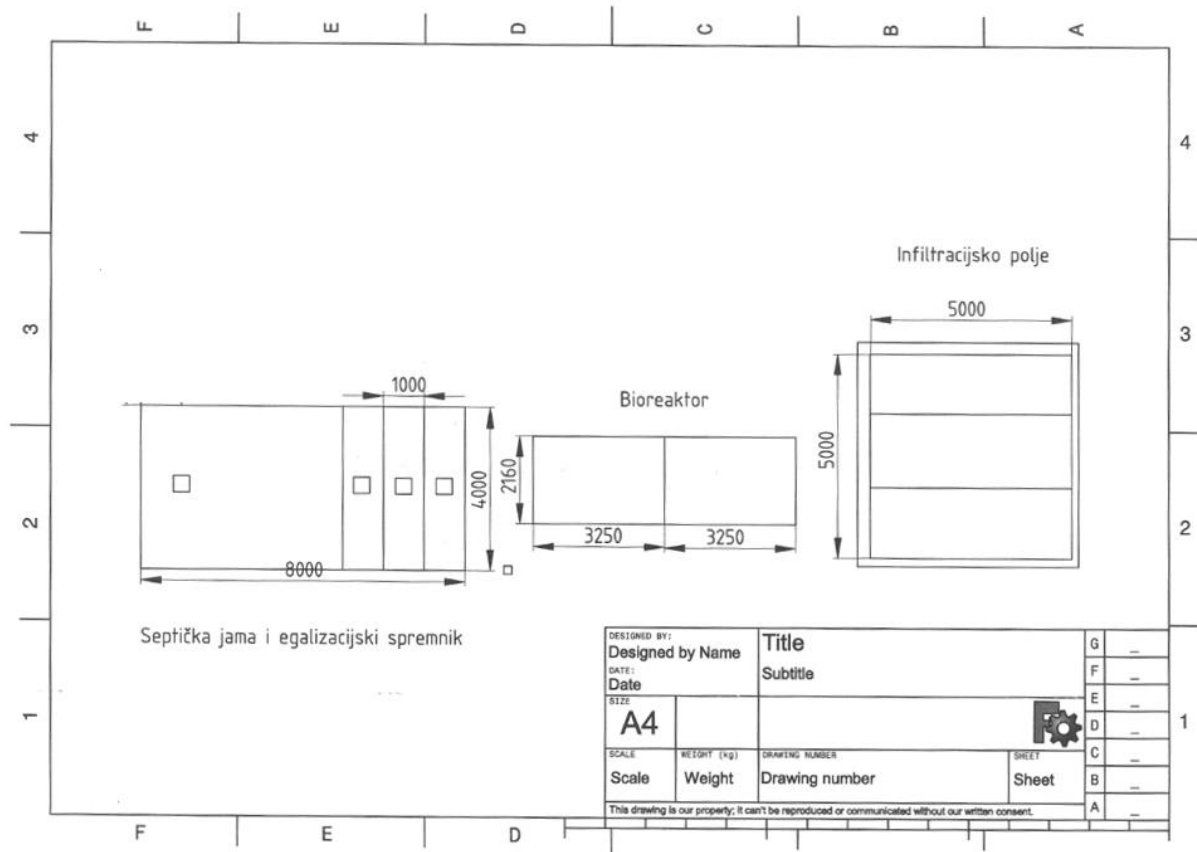 F E D C B A
4 4
Infiltracijsko polje
5000
3 3
1000
Bioreaktor
5000
2160
4000
2 2
3250 3250
8000
Septička jama i egalizacijski spremnik
DESIGNED BY:
Designed by Name
DATE:
Date
Title
Subtitle
SIZE
A4
SCALE
Scale
WEIGHT (kg)
Weight
DRAWING NUMBER
Drawing number
SHEET
Sheet
This drawing is our property; it can't be reproduced or communicated without our written consent.
G _
F _
E _
D _
C _
B _
A _
1 1
F E D